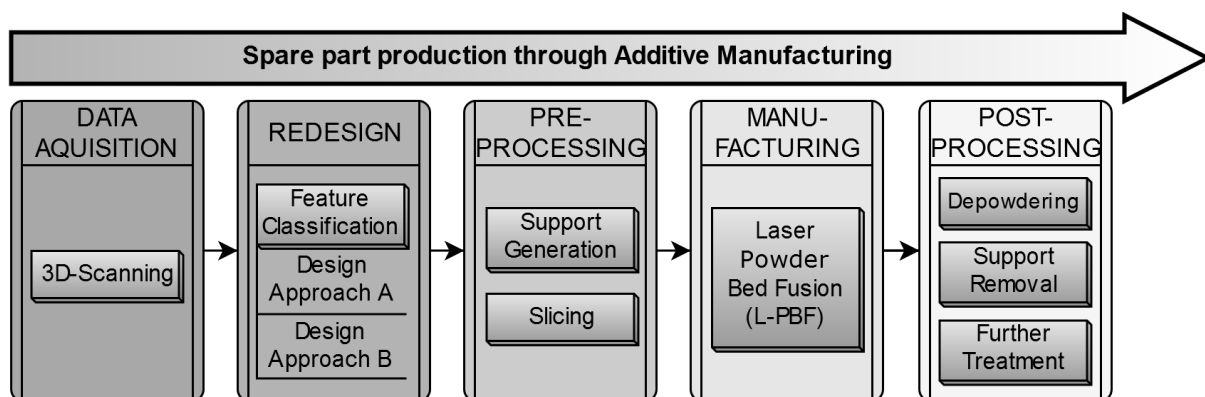 Spare part production through Additive Manufacturing
DATA
AQUISITION
3D-Scanning
REDESIGN
Feature
Classification
Design
Approach A
Design
Approach B
PRE-
PROCESSING
Support
Generation
Slicing
MANU-
FACTURING
Laser
Powder
Bed Fusion
(L-PBF)
POST-
PROCESSING
Depowdering
Support
Removal
Further
Treatment